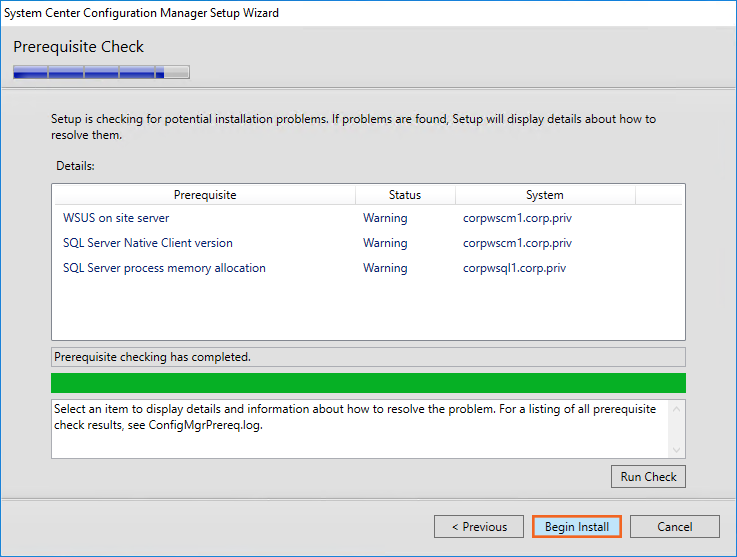 System Center Configuration Manager Setup Wizard
Prerequisite Check
Setup is checking for potential installation problems. If problems are found, Setup will display details about how to
resolve them.
Details:
Prerequisite Status System
WSUS on site server Warning corpwscm1.corp.priv
SQL Server Native Client version Warning corpwscm1.corp.priv
SQL Server process memory allocation Warning corpwsql1.corp.priv
Prerequisite checking has completed.
Select an item to display details and information about how to resolve the problem. For a listing of all prerequisite
check results, see ConfigMgrPrereq.log.
Run Check
< Previous Begin Install Cancel